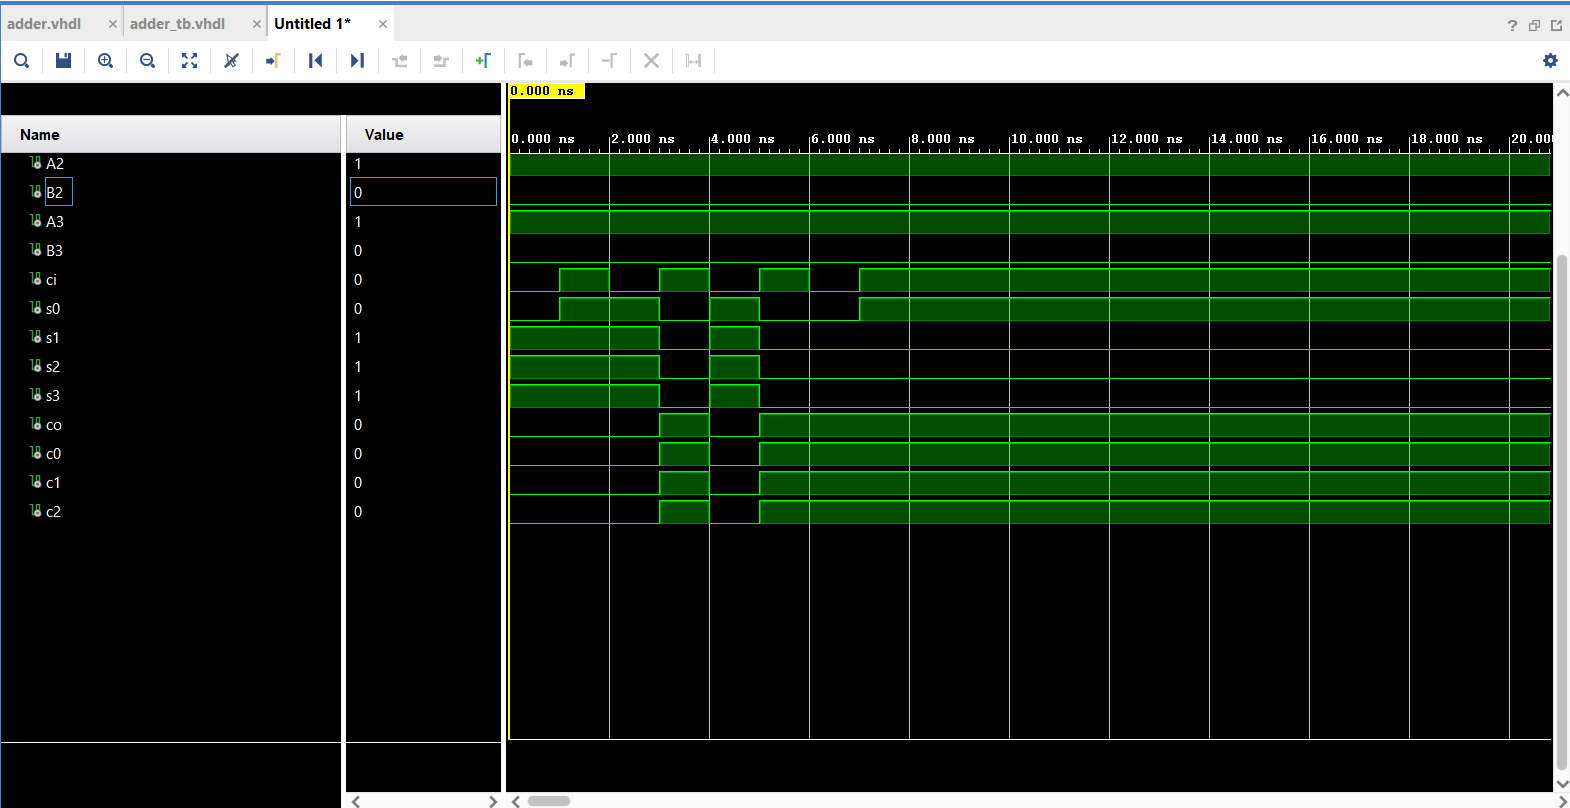 adder.vhdl × adder_tb.vhdl × Untitled 1* × ?
0.000 ns
Name Value
0.000 ns 2.000 ns 4.000 ns 6.000 ns 8.000 ns 10.000 ns 12.000 ns 14.000 ns 16.000 ns 18.000 ns 20.00
A2 1
B2 0
A3 1
B3 0
ci 0
s0 0
s1 1
s2 1
s3 1
co 0
c0 0
c1 0
c2 0